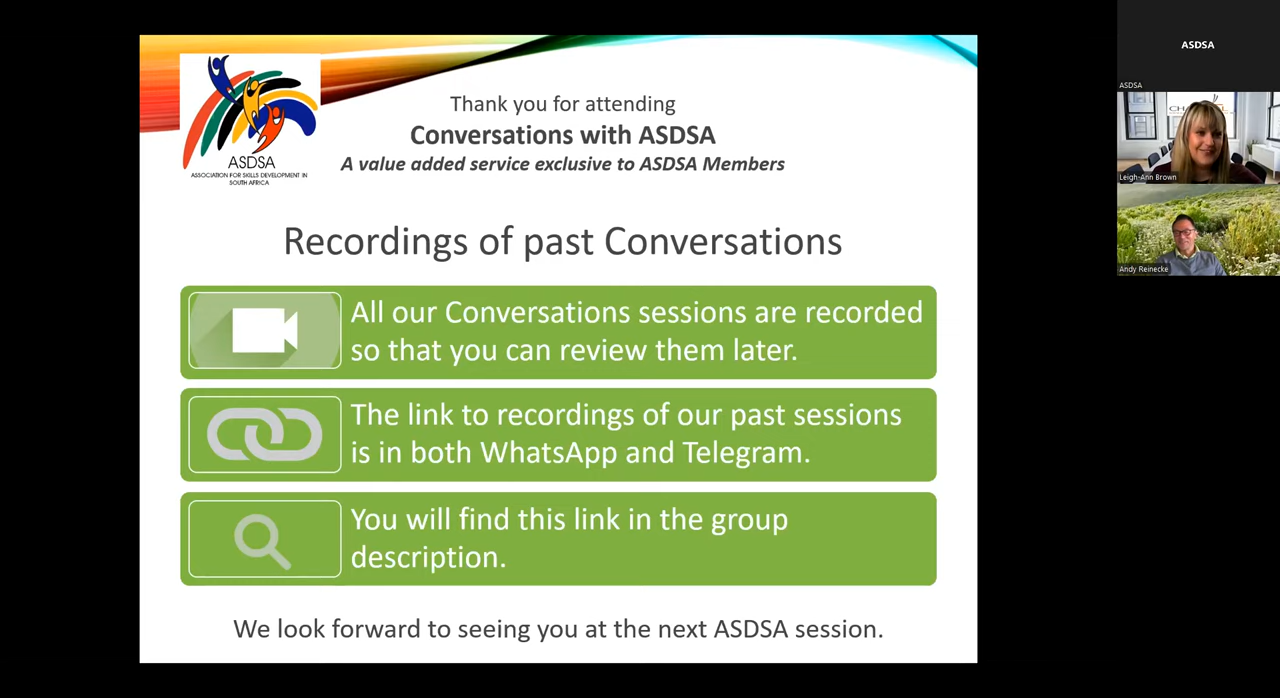 Thank you for attending
Conversations with ASDSA
A value added service exclusive to ASDSA Members
ASDSA
ASSOCIATION FOR SKILLS DEVELOPMENT IN
SOUTH AFRICA
Recordings of past Conversations
All our Conversations sessions are recorded
so that you can review them later.
The link to recordings of our past sessions
is in both WhatsApp and Telegram.
You will find this link in the group
description.
We look forward to seeing you at the next ASDSA session.
ASDSA
ASDSA
Leigh-Ann Brown
Andy Reinecke